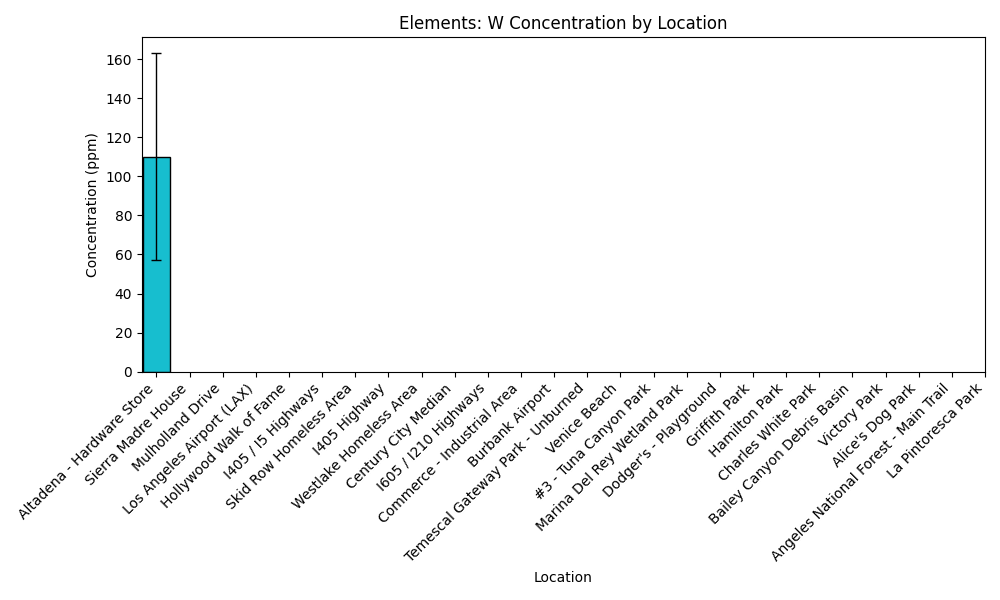 Elements: W Concentration by Location
Concentration (ppm)
160
140
120
100
80
60
40
20
0
Altadena - Hardware Store
Sierra Madre House
Mulholland Drive
Los Angeles Airport (LAX)
Hollywood Walk of Fame
I405 / I5 Highways
Skid Row Homeless Area
I405 Highway
Westlake Homeless Area
Century City Median
I605 / I210 Highways
Commerce - Industrial Area
Burbank Airport
Temescal Gateway Park - Unburned
Venice Beach
#3 - Tuna Canyon Park
Marina Del Rey Wetland Park
Dodger's - Playground
Griffith Park
Hamilton Park
Charles White Park
Bailey Canyon Debris Basin
Victory Park
Alice's Dog Park
Angeles National Forest - Main Trail
La Pintoresca Park
Location